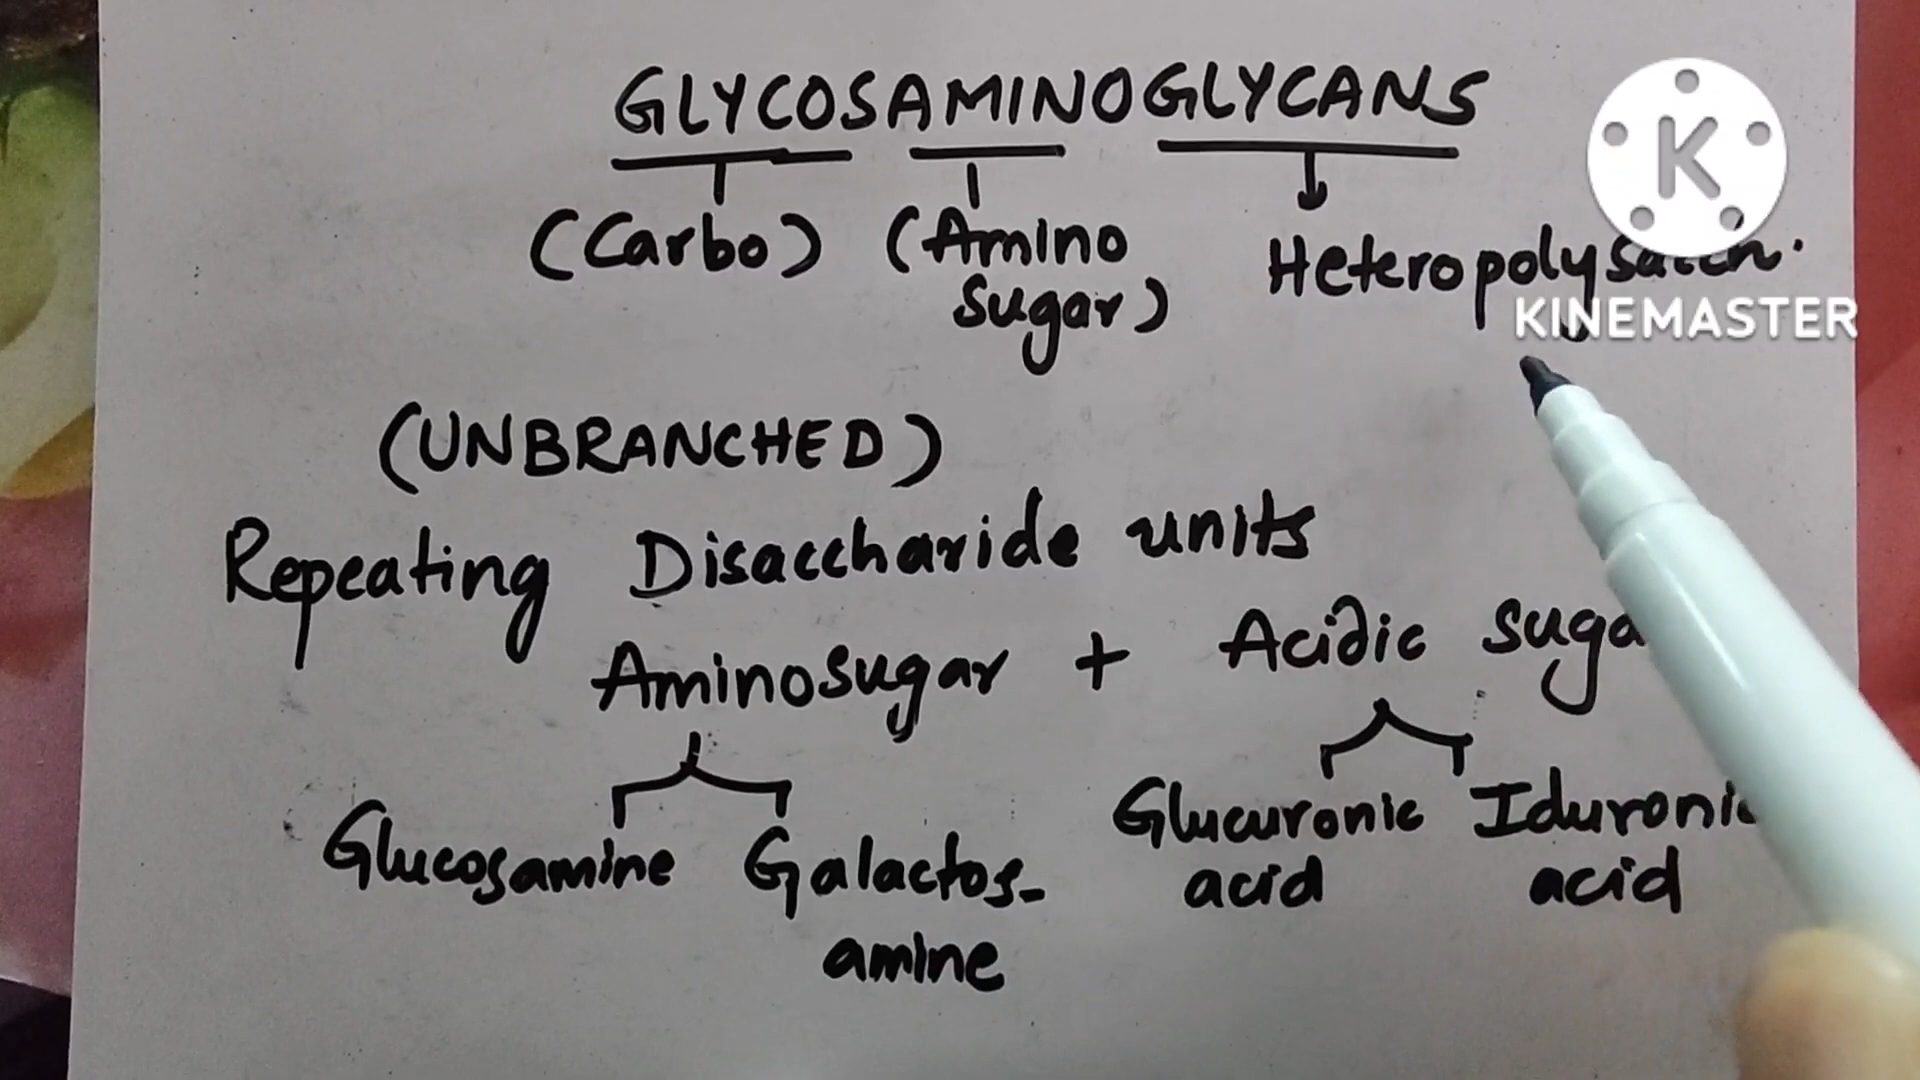 GLYCOSAMINOGLYCANS
(Carbo) (Amino Sugar) Heteropolysacch.
K
KINEMASTER
(UNBRANCHED)
Repeating Disaccharide units
Aminosugar + Acidic suga
Glucosamine Galactos-
amine
Glucuronic acid
Iduronic acid